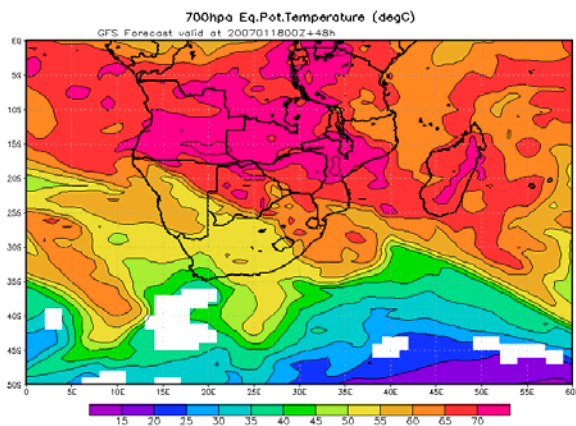 700hpa Eq.Pot.Temperature (degC)
GFS Forecast valid at 2007011800Z+48h
EQ
5S
10S
15S
20S
25S
30S
35S
40S
45S
50S
0 5E 10E 15E 20E 25E 30E 35E 40E 45E 50E 55E 60E
15 20 25 30 35 40 45 50 55 60 65 70